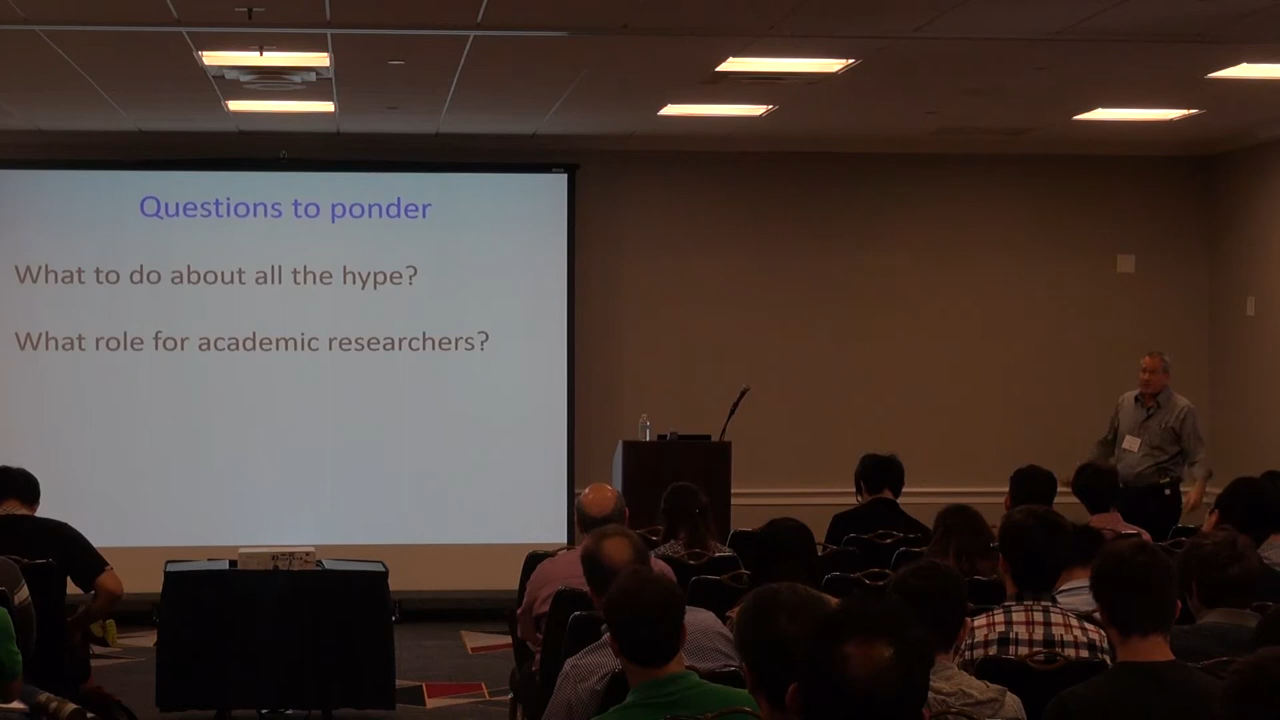 Questions to ponder
What to do about all the hype?
What role for academic researchers?